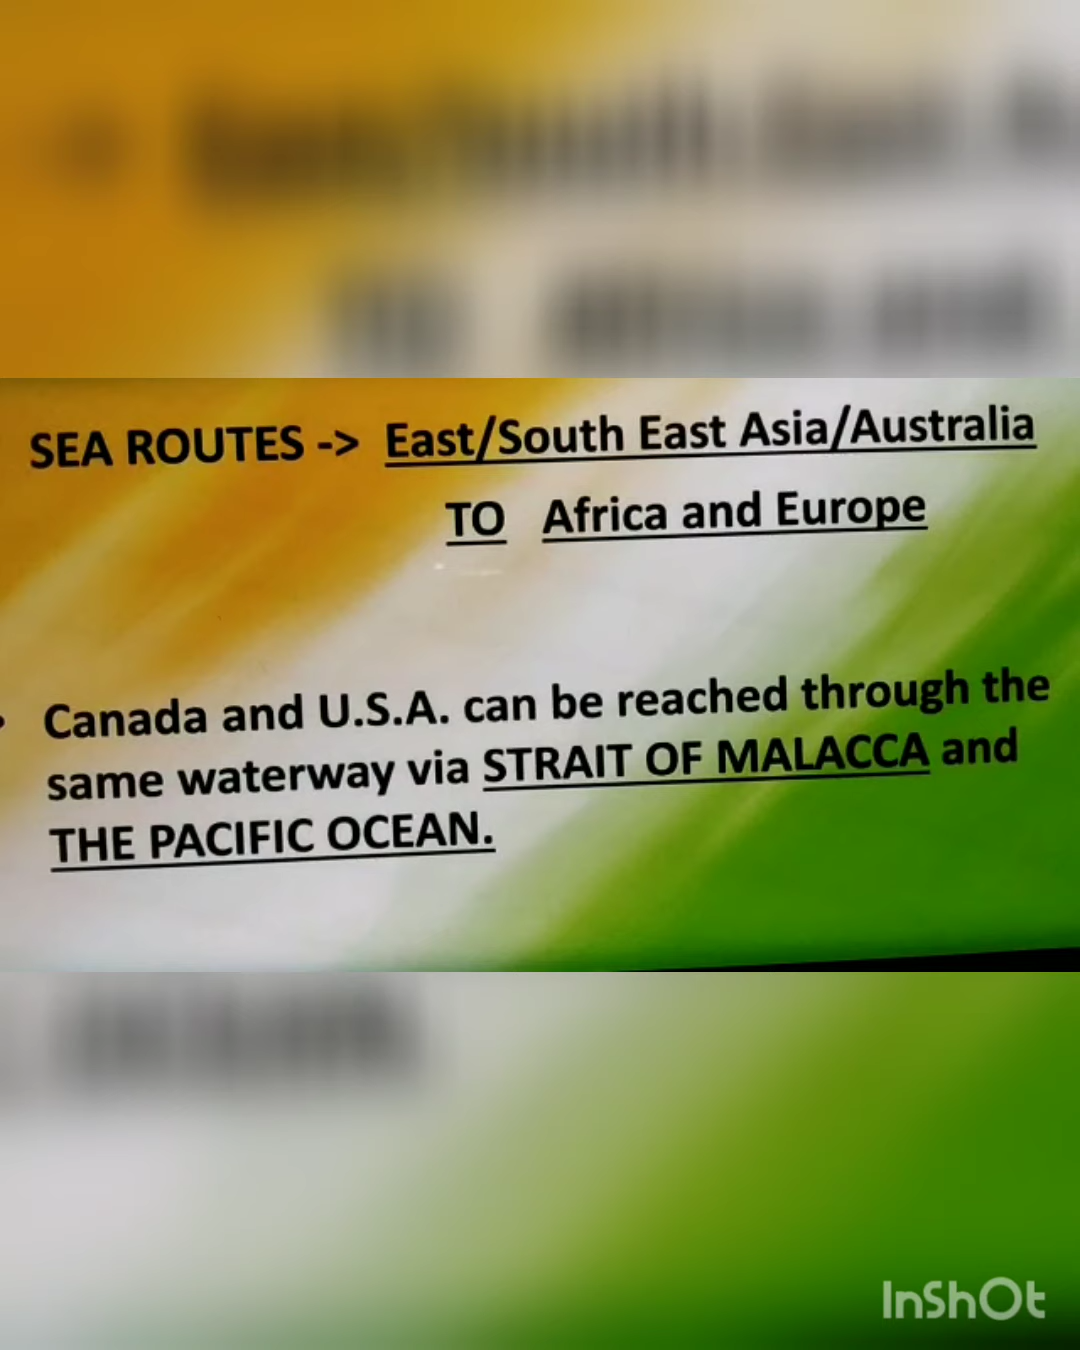 SEA ROUTES -> East/South East Asia/Australia
TO Africa and Europe
• Canada and U.S.A. can be reached through the
same waterway via STRAIT OF MALACCA and
THE PACIFIC OCEAN.
InShOt